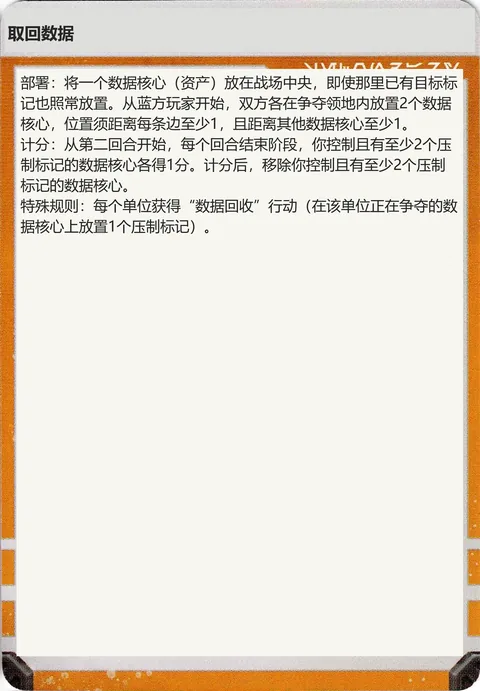 取回数据
部署：将一个数据核心（资产）放在战场中央，即使那里已有目标标
记也照常放置。从蓝方玩家开始，双方各在争夺领地内放置2个数据
核心，位置须距离每条边至少1，且距离其他数据核心至少1。
计分：从第二回合开始，每个回合结束阶段，你控制且有至少2个压
制标记的数据核心各得1分。计分后，移除你控制且有至少2个压制
标记的数据核心。
特殊规则：每个单位获得“数据回收”行动（在该单位正在争夺的数
据核心上放置1个压制标记）。